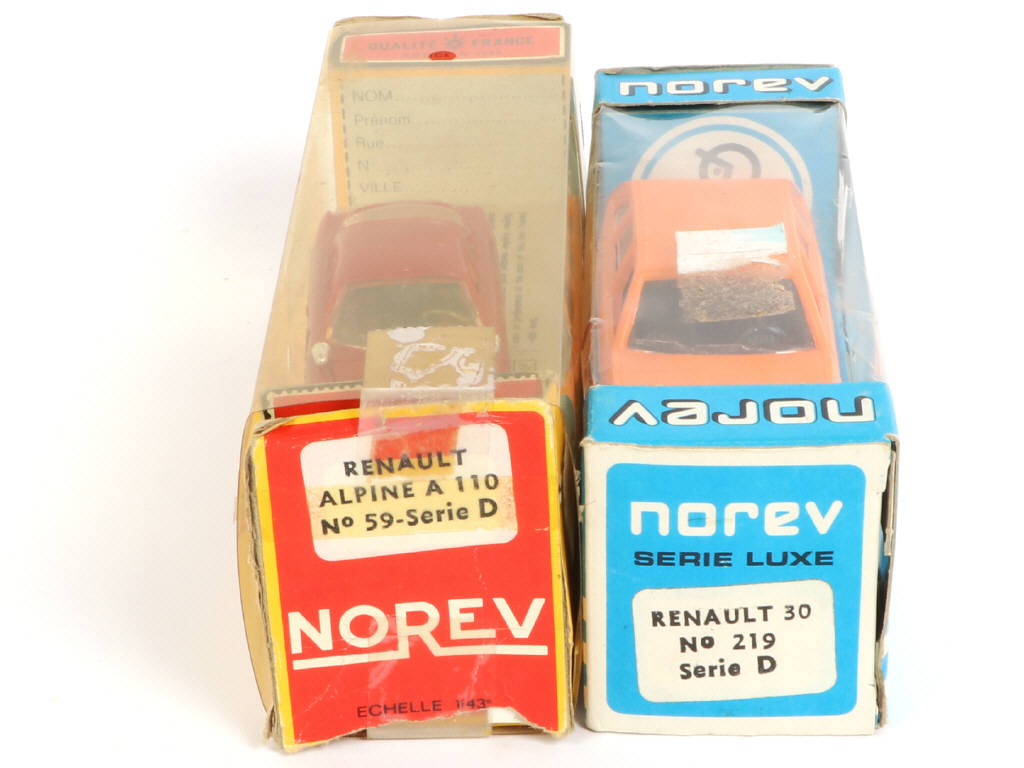 QUALITE FRANCE
NOM
Prénom
Rue
N
VILLE
RENAULT
ALPINE A 110
No 59-Serie D
NOREV
ECHELLE 1/43e
norev
norev
norev
SERIE LUXE
RENAULT 30
No 219
Serie D